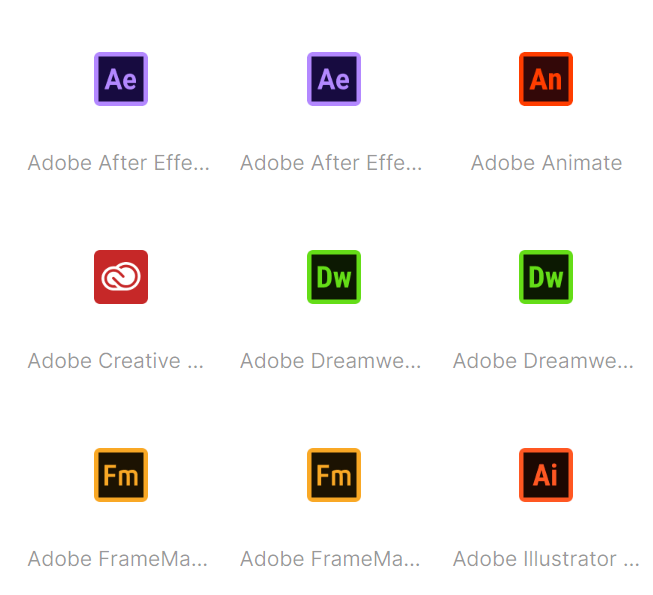 Ae Ae An
Adobe After Effe... Adobe After Effe... Adobe Animate
Dw Dw
Adobe Creative ... Adobe Dreamwe... Adobe Dreamwe...
Fm Fm Ai
Adobe FrameMa... Adobe FrameMa... Adobe Illustrator ...